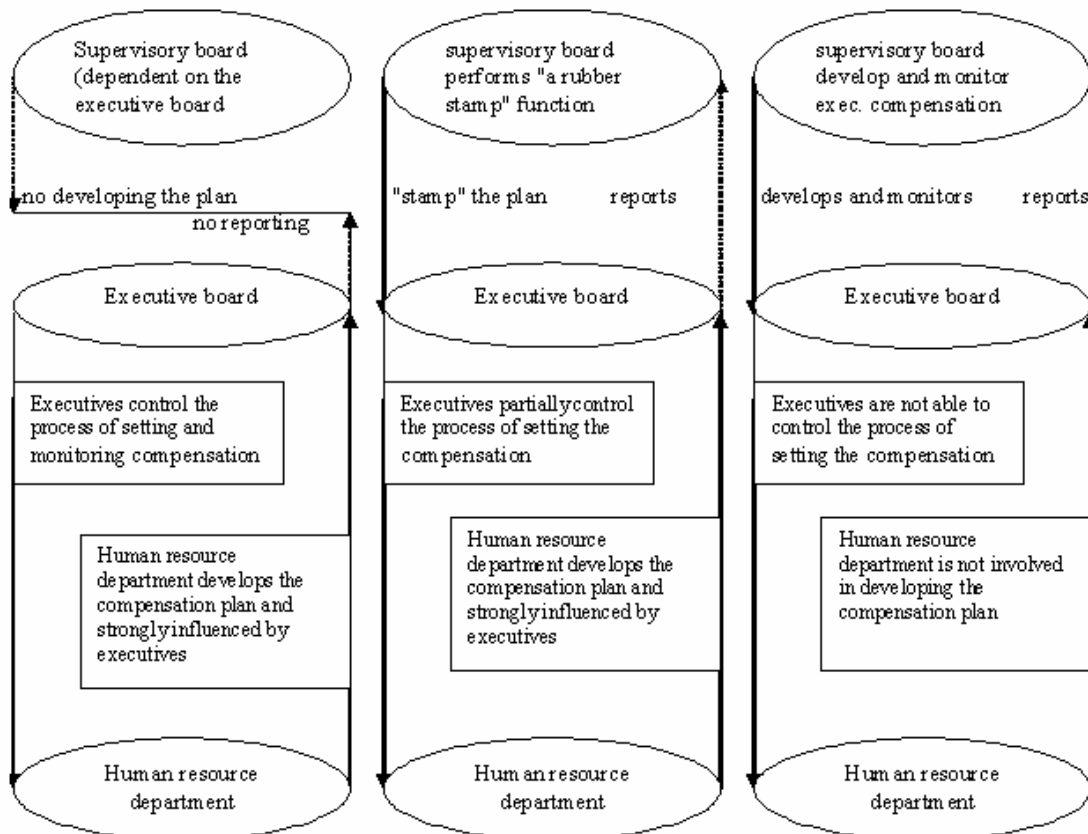 Supervisory board
(dependent on the
executive board
no developing the plan
no reporting
Executive board
Executives control the
process of setting and
monitoring compensation
Human resource
department develops the
compensation plan and
strongly influenced by
executives
Human resource
department
supervisory board
performs "a rubber
stamp" function
"stamp" the plan
reports
Executive board
Executives partially control
the process of setting the
compensation
Human resource
department develops the
compensation plan and
strongly influenced by
executives
Human resource
department
supervisory board
develop and monitor
exec. compensation
develops and monitors
reports
Executive board
Executives are not able to
control the process of
setting the compensation
Human resource
department is not involved
in developing the
compensation plan
Human resource
department